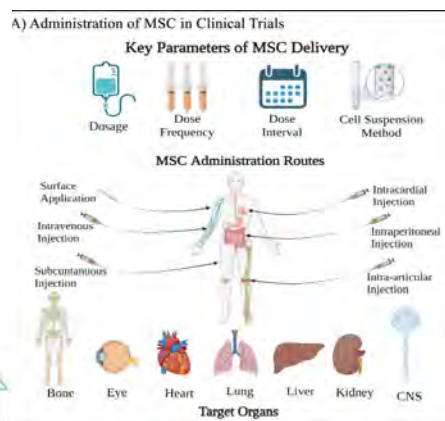 A) Administration of MSC in Clinical Trials
Key Parameters of MSC Delivery
Dosage
Dose
Frequency
Dose
Interval
Cell Suspension
Method
MSC Administration Routes
Surface
Application
Intravenous
Injection
Subcuntanuous
Injection
Intracardial
Injection
Intraperitoneal
Injection
Intra-articular
Injection
Bone
Eye
Heart
Lung
Liver
Kidney
CNS
Target Organs